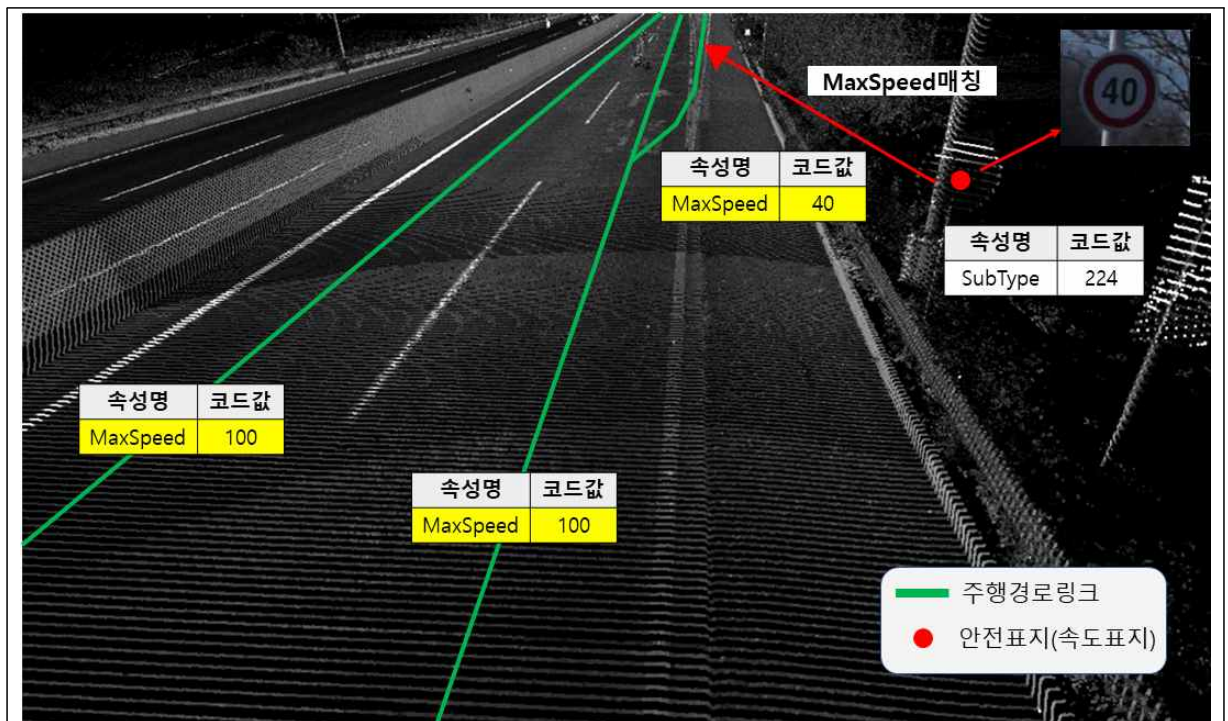 40
MaxSpeed매칭
속성명 코드값
MaxSpeed 40
속성명 코드값
SubType 224
속성명 코드값
MaxSpeed 100
속성명 코드값
MaxSpeed 100
주행경로링크
안전표지(속도표지)